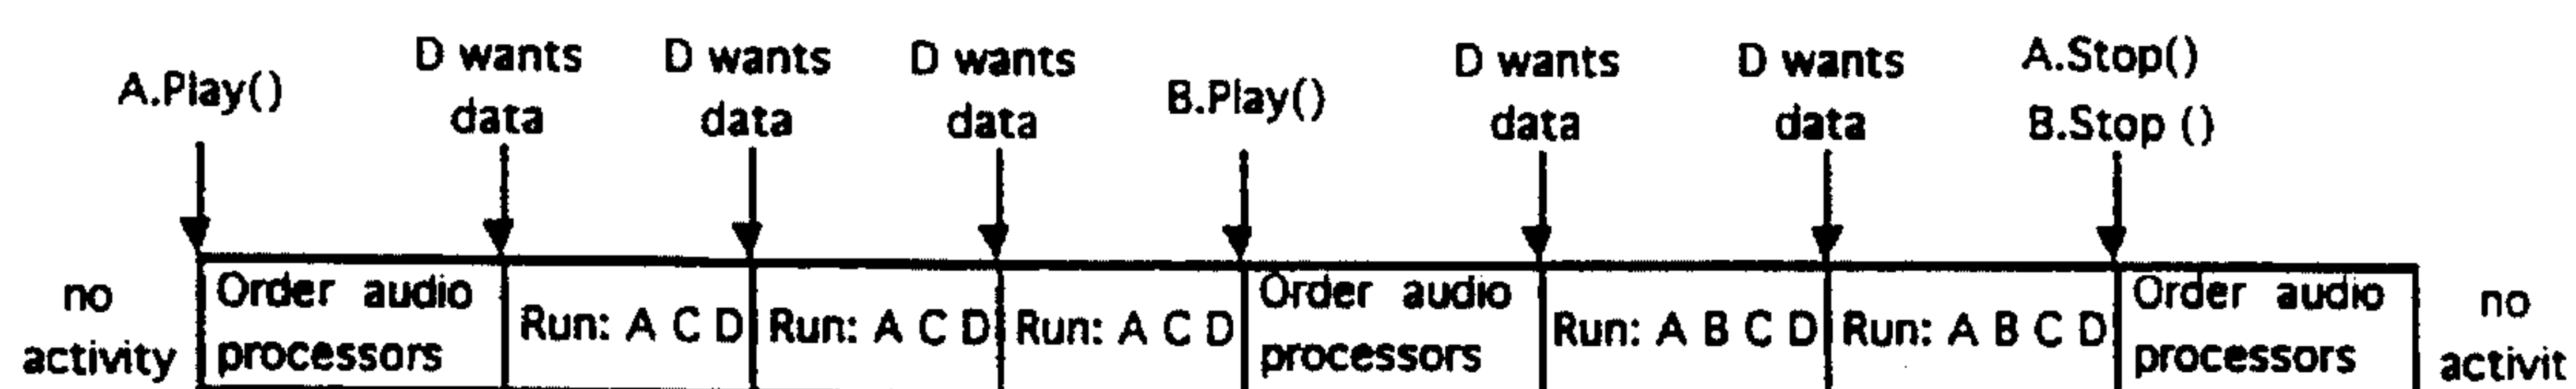 A.Play()
D wants
data
D wants
data
D wants
data
B.Play()
D wants
data
D wants
data
A.Stop()
B.Stop ()
no
activity
Order audio
processors
Run: A C D
Run: A C D
Run: A C D
Order audio
processors
Run: A B C D
Run: A B C D
Order audio
processors
no
activit